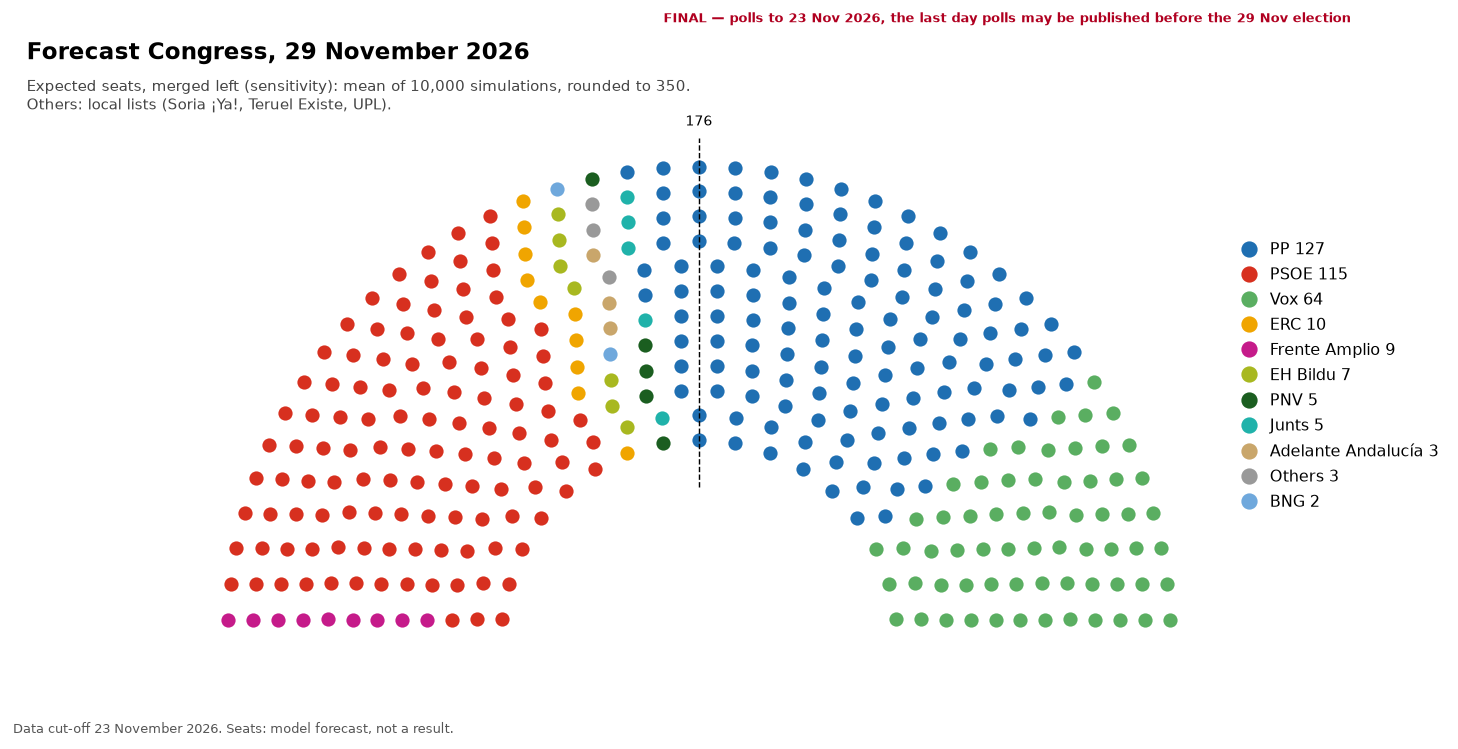 FINAL — polls to 23 Nov 2026, the last day polls may be published before the 29 Nov election
Forecast Congress, 29 November 2026
Expected seats, merged left (sensitivity): mean of 10,000 simulations, rounded to 350.
Others: local lists (Soria ¡Ya!, Teruel Existe, UPL).
176
PP 127
PSOE 115
Vox 64
ERC 10
Frente Amplio 9
EH Bildu 7
PNV 5
Junts 5
Adelante Andalucía 3
Others 3
BNG 2
Data cut-off 23 November 2026. Seats: model forecast, not a result.